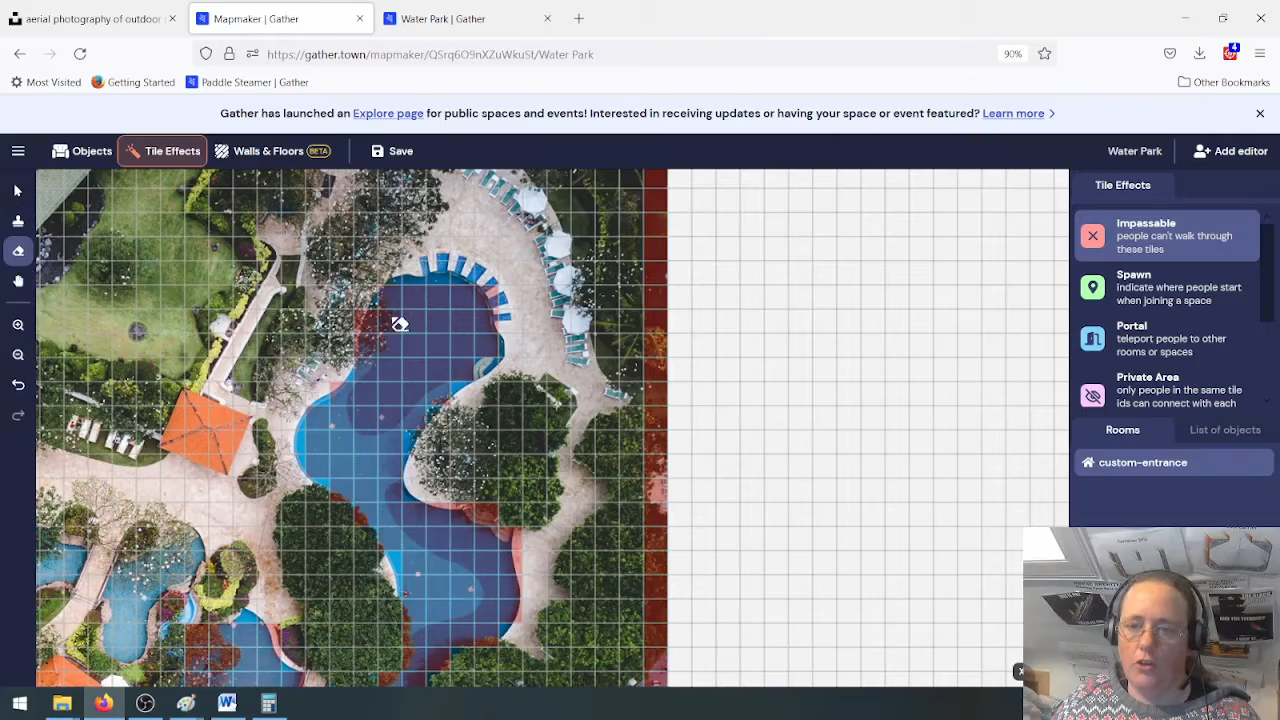 aerial photography of outdoor
Mapmaker | Gather
Water Park | Gather
https://gather.town/mapmaker/QSrq6O9nXZuWkuSt/Water Park
90%
4
Most Visited
Getting Started
Paddle Steamer | Gather
Other Bookmarks
Gather has launched an Explore page for public spaces and events! Interested in receiving updates or having your space or event featured? Learn more >
Objects
Tile Effects
Walls & Floors BETA
Save
Water Park
Add editor
Tile Effects
Impassable
people can't walk through
these tiles
Spawn
indicate where people start
when joining a space
Portal
teleport people to other
rooms or spaces
Private Area
only people in the same tile
ids can connect with each
Rooms
List of objects
custom-entrance